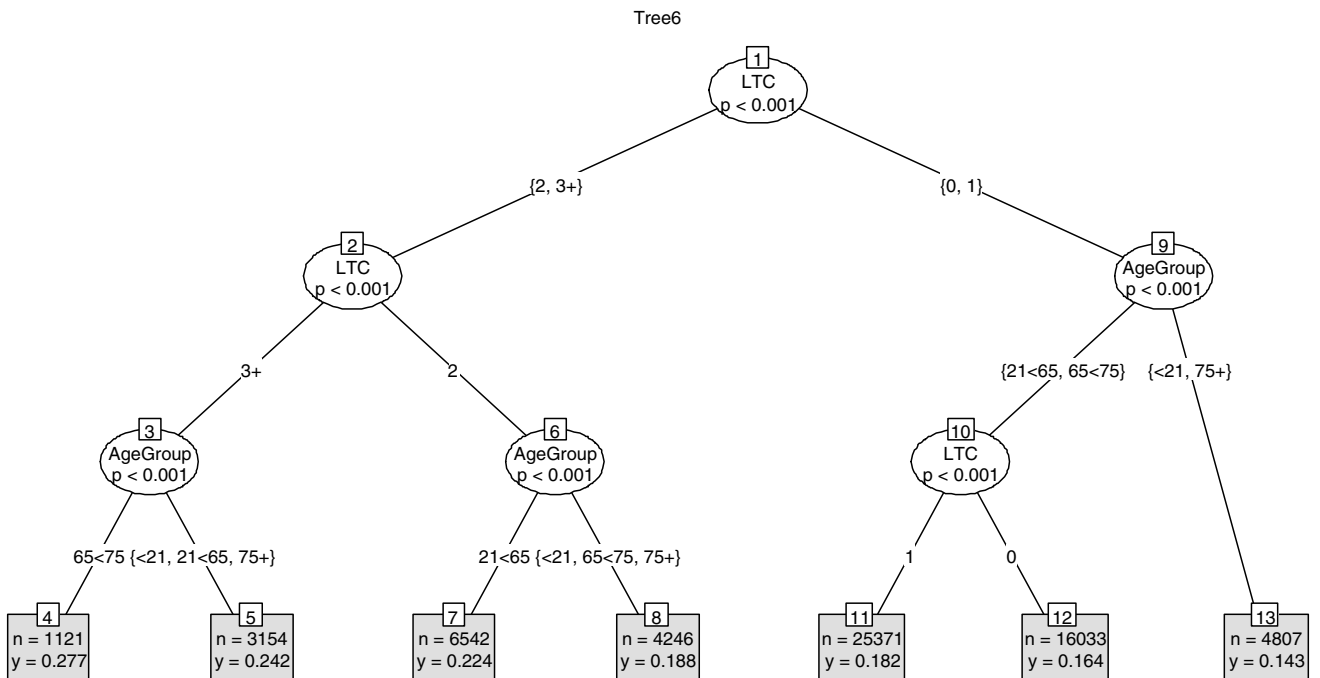 Tree6
1
LTC
p < 0.001
{2, 3+}
{0, 1}
2
LTC
p < 0.001
9
AgeGroup
p < 0.001
3+
2
{21<65, 65<75}
{<21, 75+}
3
AgeGroup
p < 0.001
6
AgeGroup
p < 0.001
10
LTC
p < 0.001
65<75
{<21, 21<65, 75+}
21<65
{<21, 65<75, 75+}
1
0
4
n = 1121
y = 0.277
5
n = 3154
y = 0.242
7
n = 6542
y = 0.224
8
n = 4246
y = 0.188
11
n = 25371
y = 0.182
12
n = 16033
y = 0.164
13
n = 4807
y = 0.143